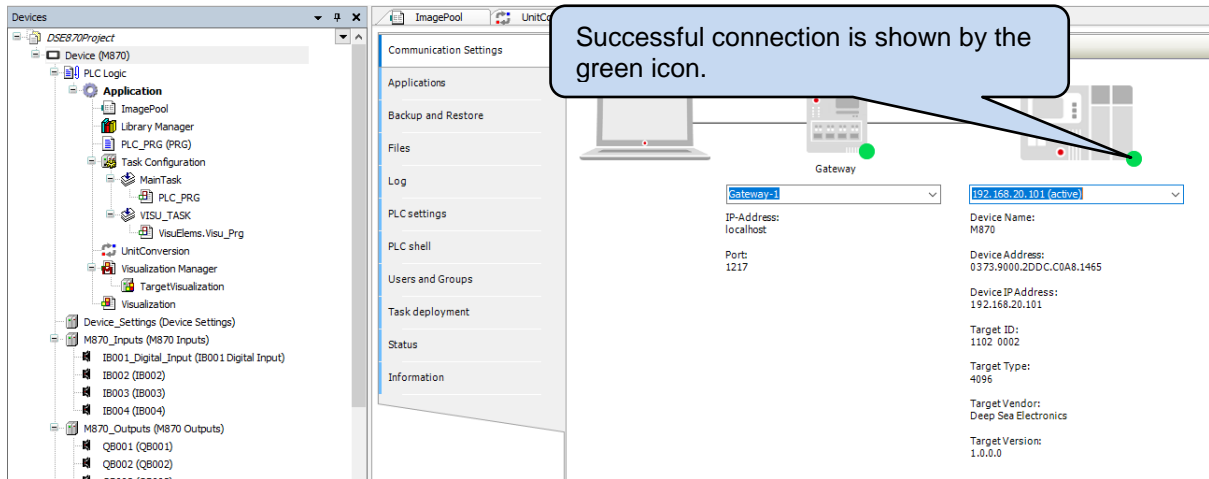 Devices
DSE870Project
Device (M870)
PLC Logic
Application
ImagePool
Library Manager
PLC_PRG (PRG)
Task Configuration
MainTask
PLC_PRG
VISU_TASK
VisuElems.Visu_Prg
UnitConversion
Visualization Manager
TargetVisualization
Visualization
Device_Settings (Device Settings)
M870_Inputs (M870 Inputs)
IB001_Digital_Input (IB001 Digital Input)
IB002 (IB002)
IB003 (IB003)
IB004 (IB004)
M870_Outputs (M870 Outputs)
QB001 (QB001)
QB002 (QB002)
ImagePool
UnitCo
Communication Settings
Applications
Backup and Restore
Files
Log
PLC settings
PLC shell
Users and Groups
Task deployment
Status
Information
Successful connection is shown by the
green icon.
Gateway
Gateway-1
IP-Address:
localhost
Port:
1217
192.168.20.101 (active)
Device Name:
M870
Device Address:
0373.9000.2DDC.C0A8.1465
Device IP Address:
192.168.20.101
Target ID:
1102 0002
Target Type:
4096
Target Vendor:
Deep Sea Electronics
Target Version:
1.0.0.0